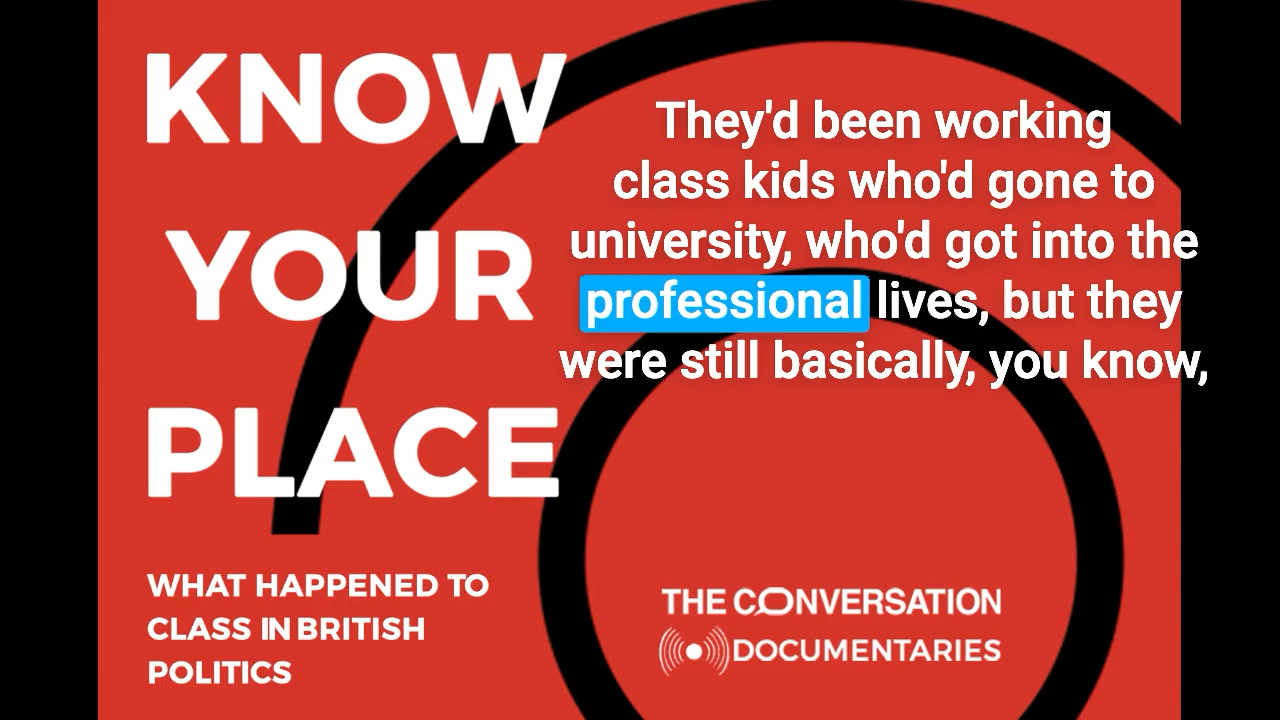 KNOW
YOUR
PLACE
WHAT HAPPENED TO
CLASS IN BRITISH
POLITICS
They'd been working
class kids who'd gone to
university, who'd got into the
professional lives, but they
were still basically, you know,
THE CONVERSATION
DOCUMENTARIES